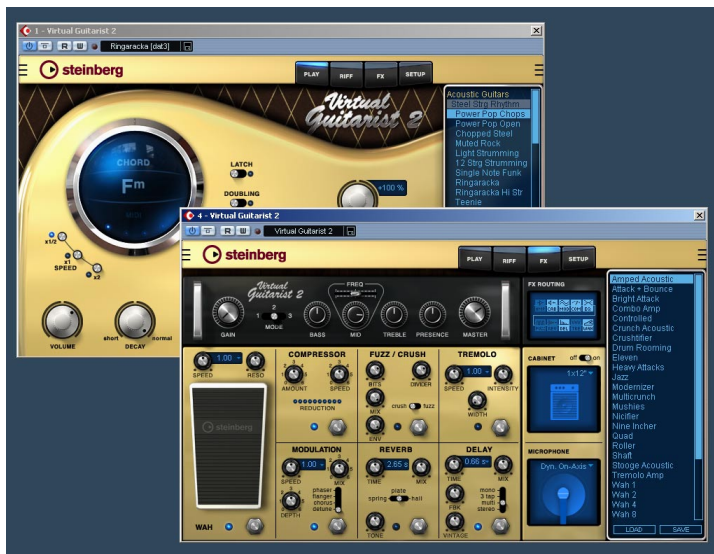 1 - Virtual Guitarist 2
R W Ringaracka [dat3]
steinberg
PLAY RIFF FX SETUP
Virtual
Guitarist 2
Acoustic Guitars
Steel Strg Rhythm
Power Pop Chops
Power Pop Open
Chopped Steel
Muted Rock
Light Strumming
12 Strg Strumming
Single Note Funk
Ringaracka
Ringaracka Hi Str
Teenie
CHORD
Fm
LATCH
DOUBLING
+100 %
x1/2
x1
SPEED
x2
VOLUME
short DECAY normal
4 - Virtual Guitarist 2
R W Virtual Guitarist 2
steinberg
PLAY RIFF FX SETUP
Virtual
Guitarist 2
GAIN
1 2 3
MODE
BASS
FREQ
MID
TREBLE
PRESENCE
MASTER
SPEED 1.00 RESO
steinberg
WAH
COMPRESSOR
AMOUNT SPEED
REDUCTION
FUZZ / CRUSH
BITS DIVIDER
MIX
crush fuzz
ENV
TREMOLO
1.00
SPEED INTENSITY
WIDTH
MODULATION
1.00
SPEED MIX
phaser
flanger
chorus
detune
DEPTH
REVERB
2.65 s
TIME MIX
plate
spring hall
TONE
DELAY
0.66 s
TIME MIX
mono
3 tap
multi
stereo
FBK
VINTAGE
FX ROUTING
CABINET off on
1x12"
MICROPHONE
Dyn. On-Axis
Amped Acoustic
Attack + Bounce
Bright Attack
Combo Amp
Controlled
Crunch Acoustic
Crushfitter
Drum Rooming
Eleven
Heavy Attacks
Jazz
Modernizer
Multicrunch
Mushies
Nicifier
Nine Incher
Quad
Roller
Shaft
Stooge Acoustic
Tremolo Amp
Wah 1
Wah 2
Wah 4
Wah 8
LOAD SAVE